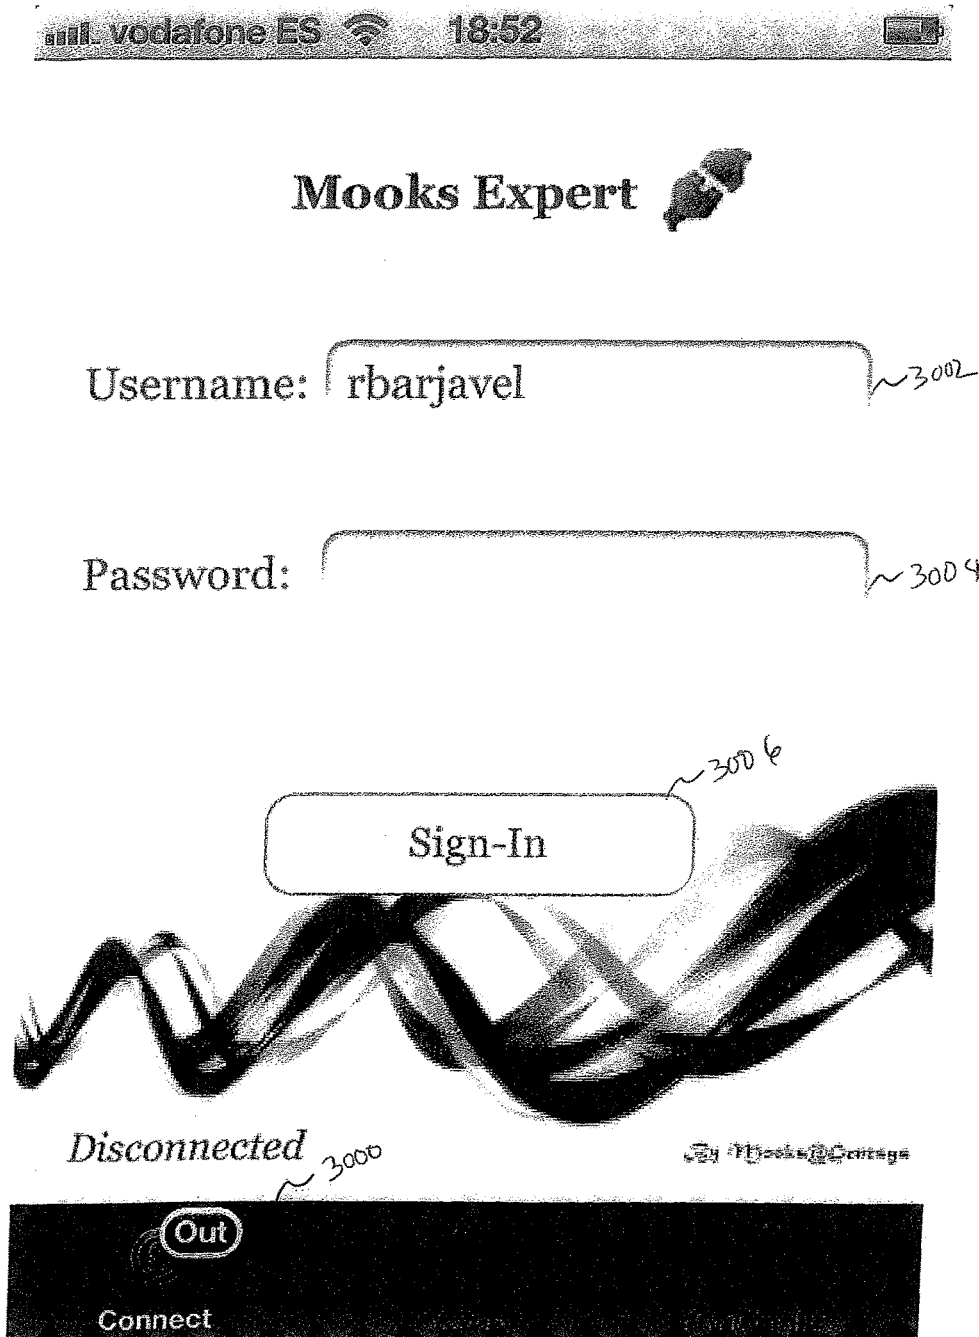 vodafone ES 18:52
Mooks Expert
Username: rbarjavel
3002
Password:
3004
3006
Sign-In
Disconnected
3000
Out
Connect